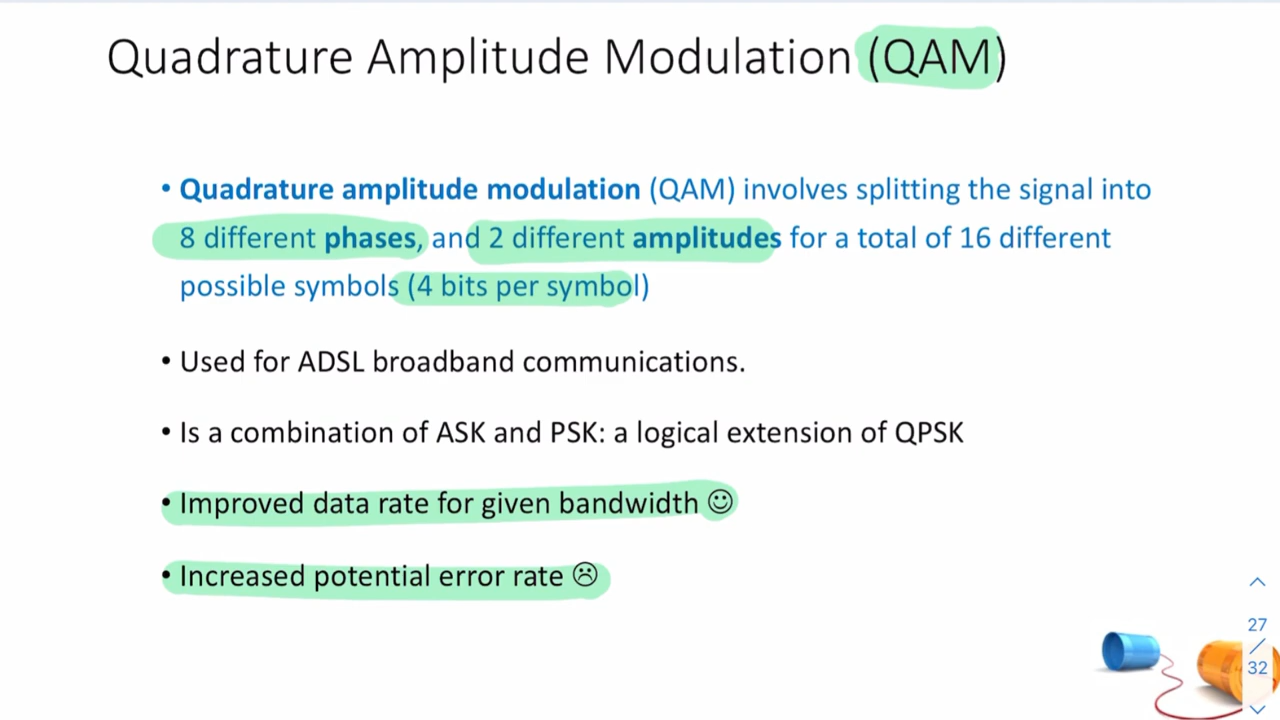 Quadrature Amplitude Modulation (QAM)
• Quadrature amplitude modulation (QAM) involves splitting the signal into
8 different phases, and 2 different amplitudes for a total of 16 different
possible symbols (4 bits per symbol)
• Used for ADSL broadband communications.
• Is a combination of ASK and PSK: a logical extension of QPSK
• Improved data rate for given bandwidth ☺
• Increased potential error rate ☹
27
/
32